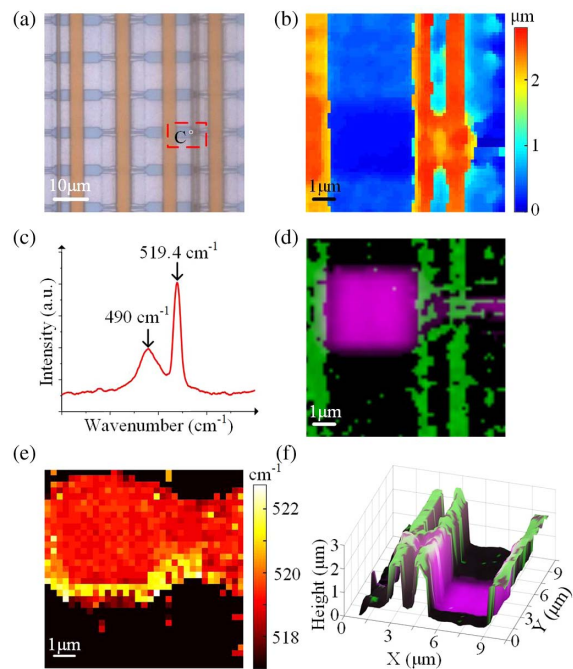 (a)
C
10μm
(b)
μm
2
1
0
1μm
(c)
519.4 cm-1
490 cm-1
Intensity (a.u.)
Wavenumber (cm-1)
(d)
1μm
(e)
cm-1
522
520
518
1μm
(f)
Height (μm)
3
2
1
0
0
3
6
9
X (μm)
0
3
6
9
Y (μm)